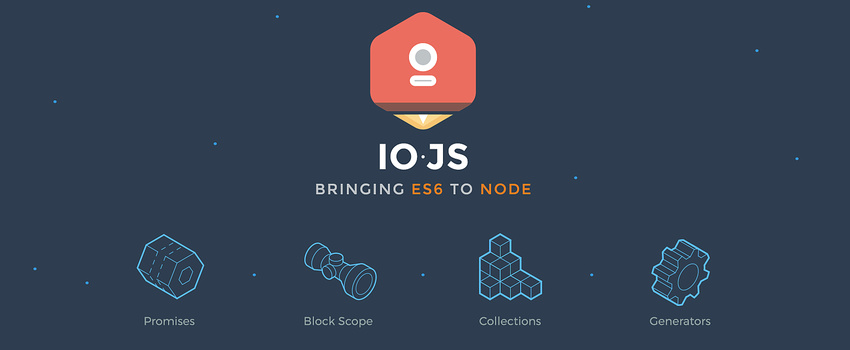 IO·JS
BRINGING ES6 TO NODE
Promises
Block Scope
Collections
Generators